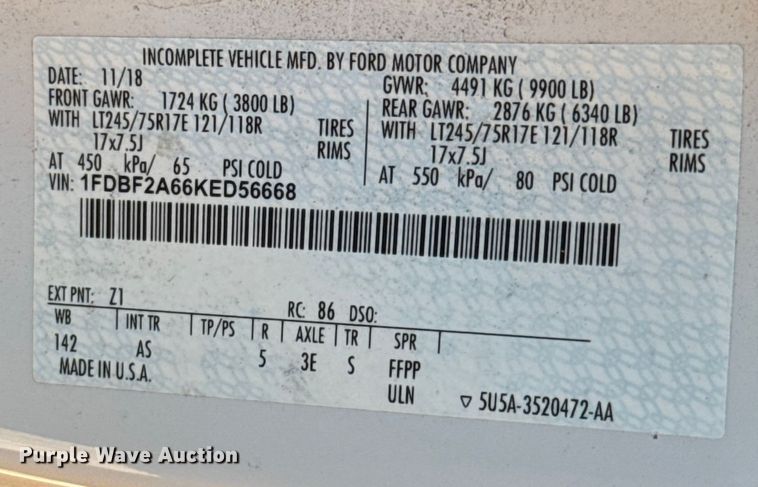 INCOMPLETE VEHICLE MFD. BY FORD MOTOR COMPANY
DATE: 11/18 GVWR: 4491 KG ( 9900 LB)
FRONT GAWR: 1724 KG ( 3800 LB) REAR GAWR: 2876 KG ( 6340 LB)
WITH LT245/75R17E 121/118R TIRES WITH LT245/75R17E 121/118R TIRES
17x7.5J RIMS 17x7.5J RIMS
AT 450 kPa/ 65 PSI COLD AT 550 kPa/ 80 PSI COLD
VIN: 1FDBF2A66KED56668
EXT PNT: Z1 RC: 86 DSO:
WB INT TR TP/PS R AXLE TR SPR
142 AS 5 3E S FFPP
MADE IN U.S.A. ULN
▽ 5U5A-3520472-AA
Purple Wave Auction